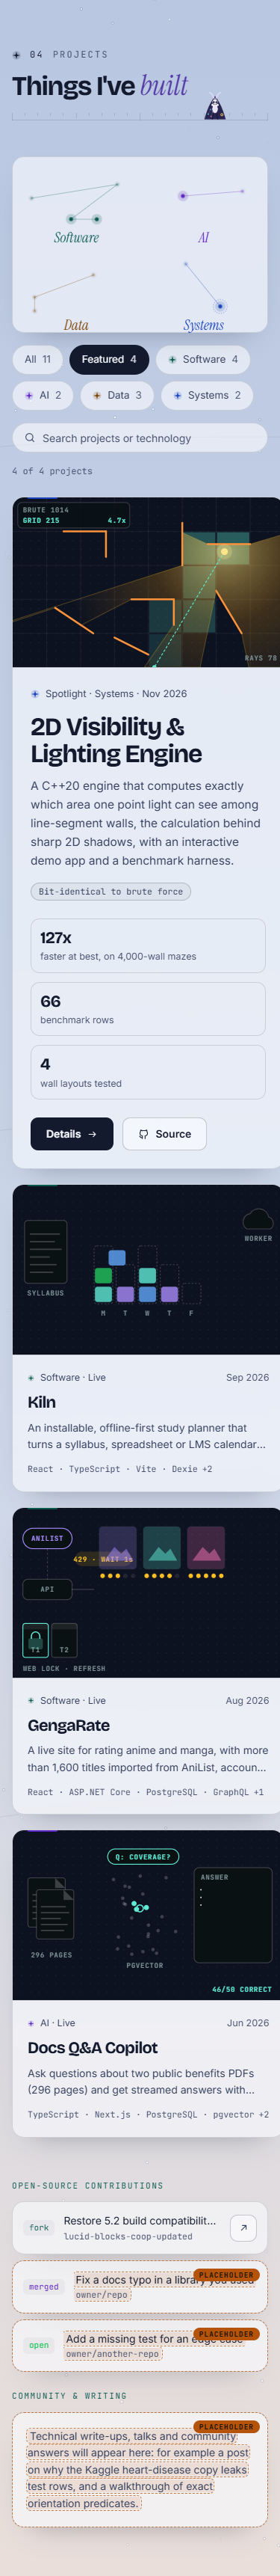 04 PROJECTS
Things I've built
Software
AI
Data
Systems
All 11
Featured 4
Software 4
AI 2
Data 3
Systems 2
Search projects or technology
4 of 4 projects
BRUTE 1014
GRID 215 4.7x
RAYS 78
Spotlight · Systems · Nov 2026
2D Visibility &
Lighting Engine
A C++20 engine that computes exactly
which area one point light can see among
line-segment walls, the calculation behind
sharp 2D shadows, with an interactive
demo app and a benchmark harness.
Bit-identical to brute force
127x
faster at best, on 4,000-wall mazes
66
benchmark rows
4
wall layouts tested
Details →
Source
SYLLABUS
WORKER
M T W T F
Software · Live Sep 2026
Kiln
An installable, offline-first study planner that
turns a syllabus, spreadsheet or LMS calendar...
React · TypeScript · Vite · Dexie +2
ANILIST
429 · WAIT 1s
API
T1 T2
WEB LOCK · REFRESH
Software · Live Aug 2026
GengaRate
A live site for rating anime and manga, with more
than 1,600 titles imported from AniList, accoun...
React · ASP.NET Core · PostgreSQL · GraphQL +1
Q: COVERAGE?
ANSWER
296 PAGES
PGVECTOR
46/50 CORRECT
AI · Live Jun 2026
Docs Q&A Copilot
Ask questions about two public benefits PDFs
(296 pages) and get streamed answers with...
TypeScript · Next.js · PostgreSQL · pgvector +2
OPEN-SOURCE CONTRIBUTIONS
fork
Restore 5.2 build compatibilit...
lucid-blocks-coop-updated
PLACEHOLDER
merged
Fix a docs typo in a library you used
owner/repo
PLACEHOLDER
open
Add a missing test for an edge case
owner/another-repo
COMMUNITY & WRITING
PLACEHOLDER
Technical write-ups, talks and community
answers will appear here: for example a post
on why the Kaggle heart-disease copy leaks
test rows, and a walkthrough of exact
orientation predicates.